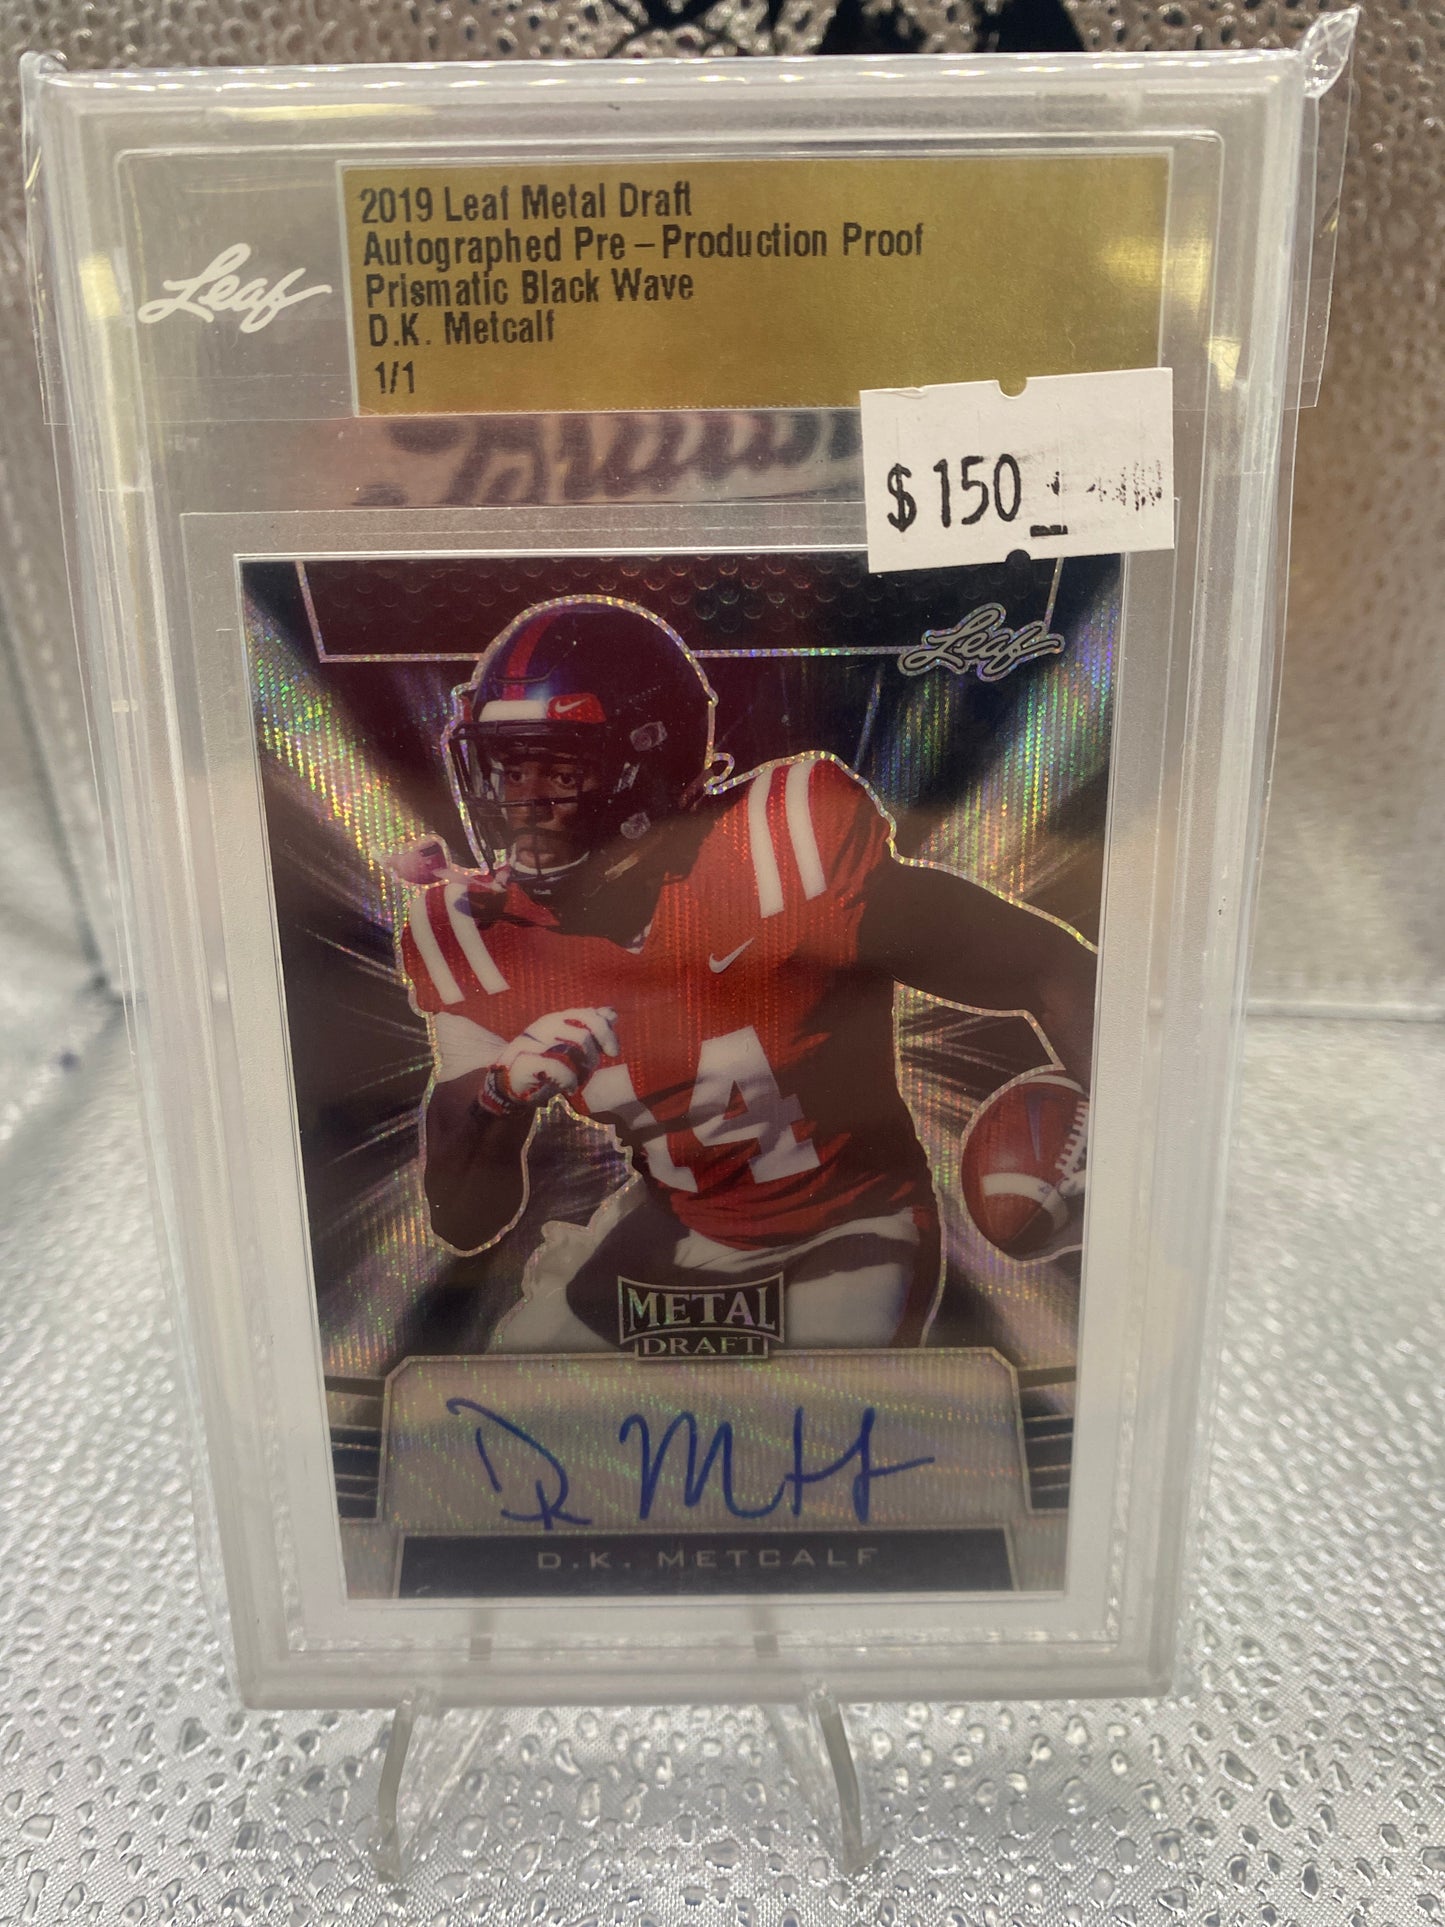 2019 Leaf Metal Draft
Autographed Pre – Production Proof
Prismatic Black Wave
D.K. Metcalf
1/1
Leaf
$150.
Leaf
14
METAL
DRAFT
D.K. METCALF